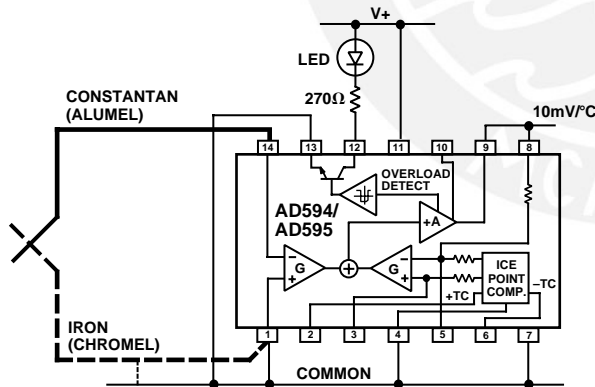 V+
LED
270Ω
CONSTANTAN
(ALUMEL)
10mV/°C
14
13
12
11
10
9
8
OVERLOAD
DETECT
AD594/
AD595
+A
–
G
+
–
G
+
ICE
POINT
COMP.
–TC
+TC
IRON
(CHROMEL)
1
2
3
4
5
6
7
COMMON